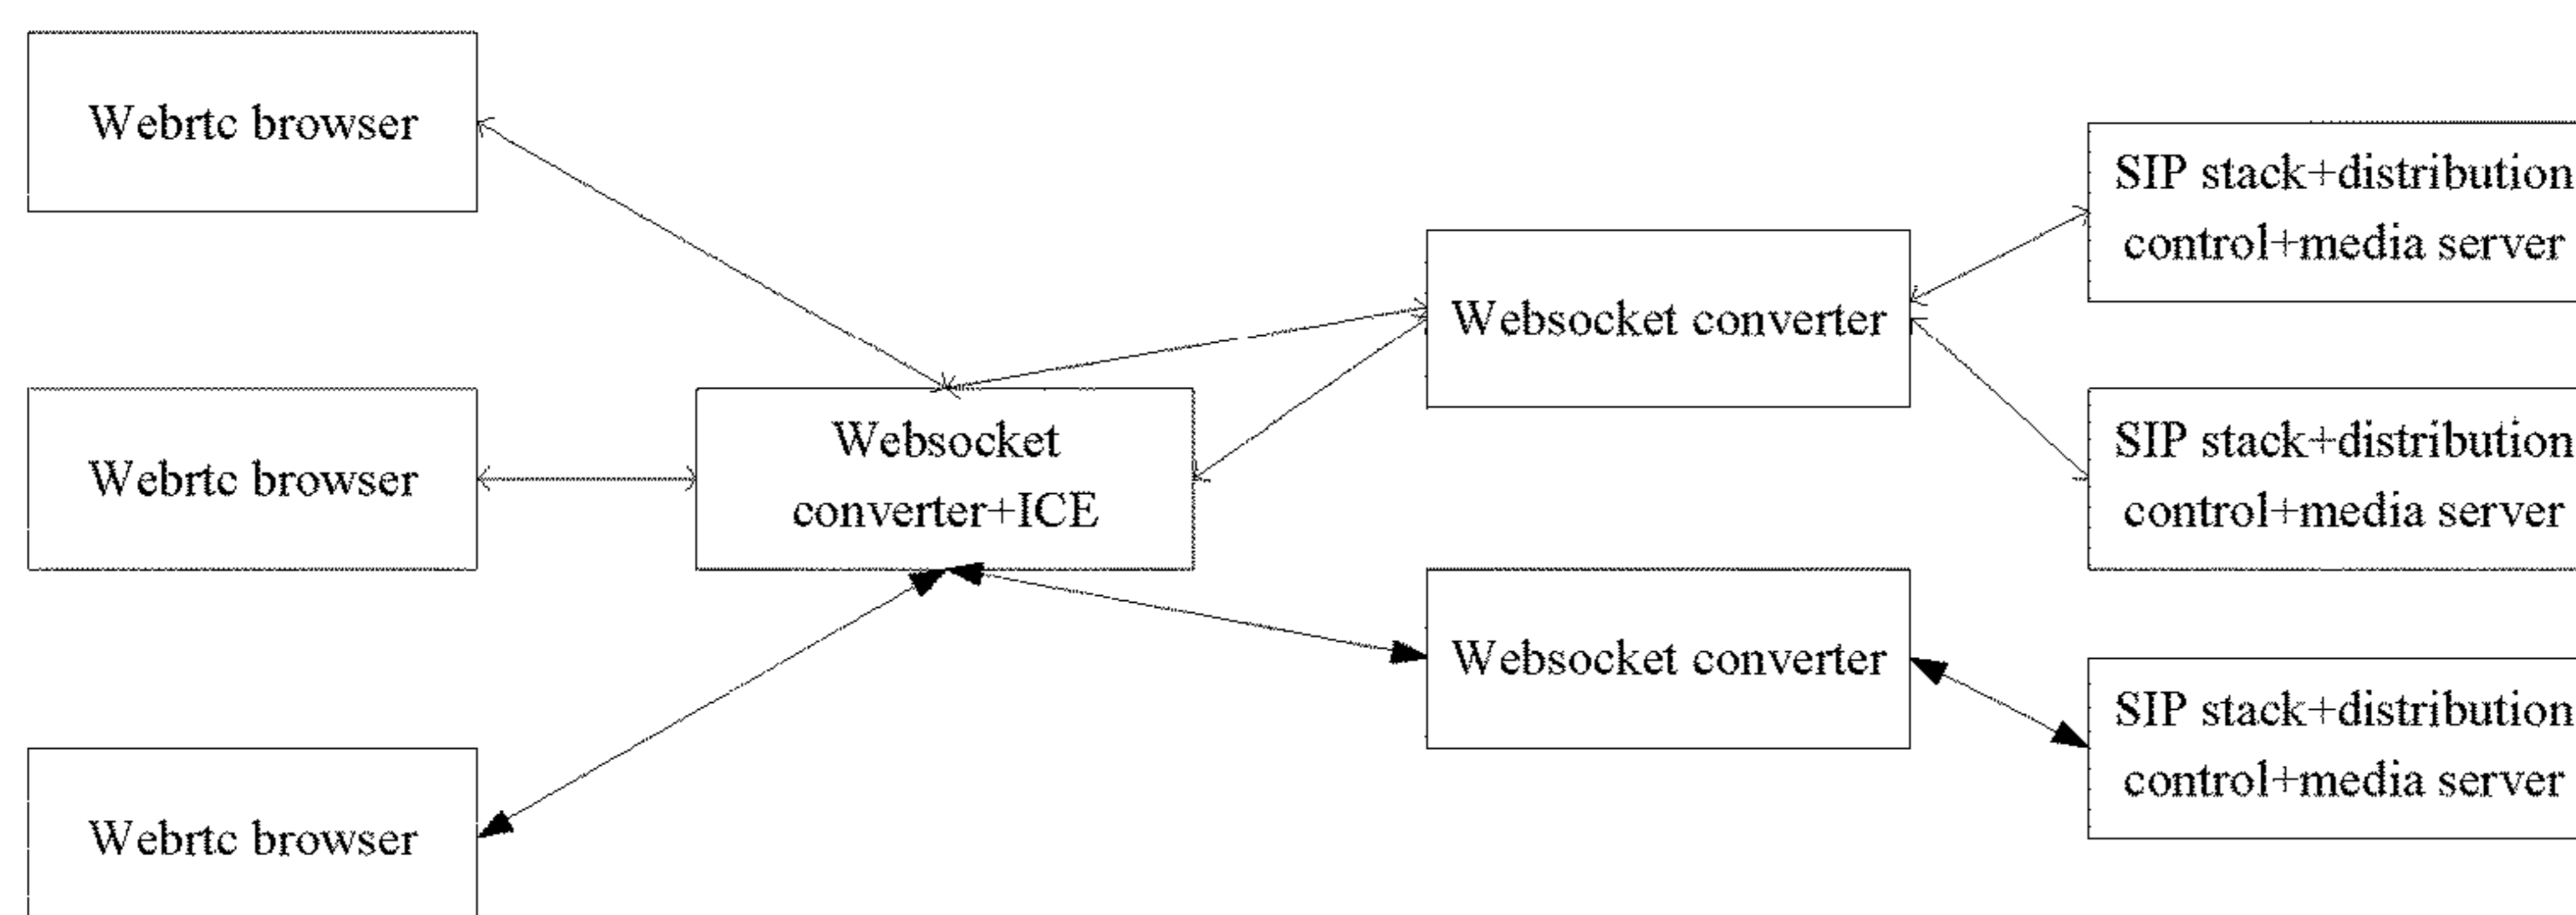 Webrtc browser
Webrtc browser
Webrtc browser
Websocket
converter+ICE
Websocket converter
Websocket converter
SIP stack+distribution
control+media server
SIP stack+distribution
control+media server
SIP stack+distribution
control+media server